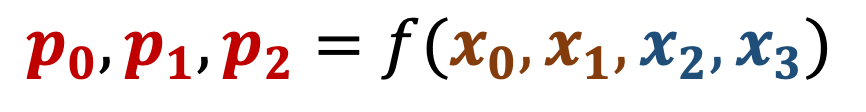 p₀, p₁, p₂ = f(x₀, x₁, x₂, x₃)